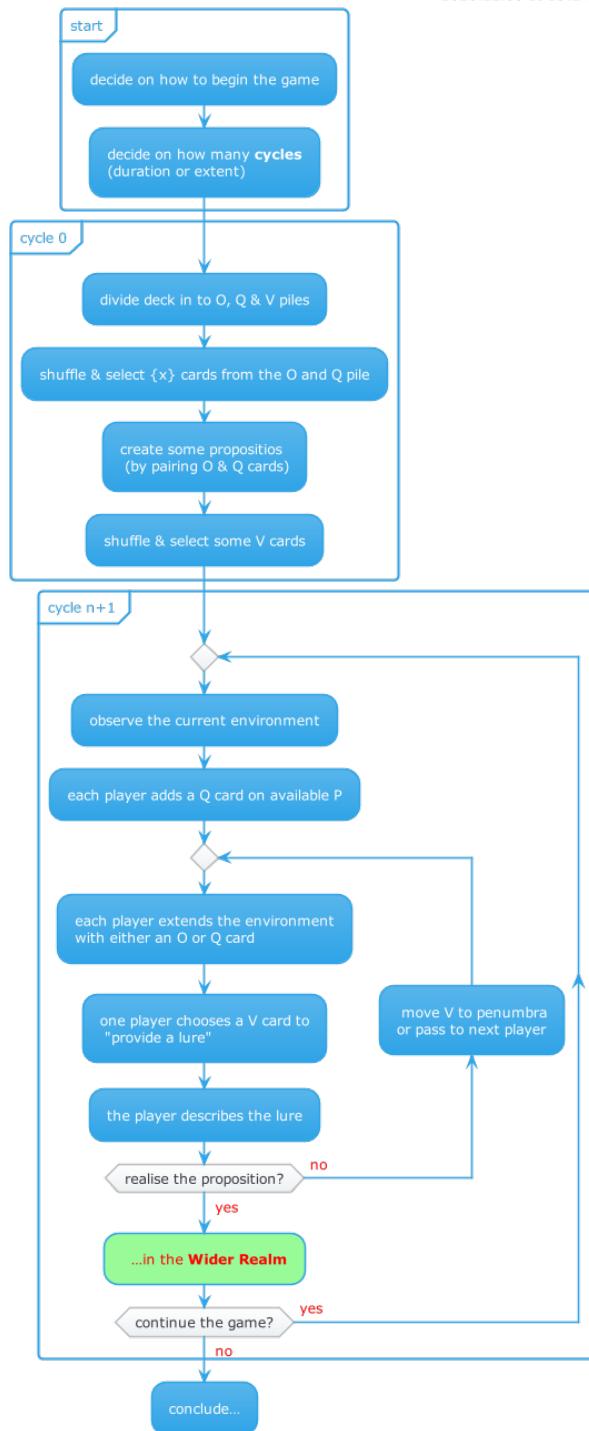 start
decide on how to begin the game
decide on how many cycles
(duration or extent)
cycle 0
divide deck in to O, Q & V piles
shuffle & select {x} cards from the O and Q pile
create some propositios
(by pairing O & Q cards)
shuffle & select some V cards
cycle n+1
observe the current environment
each player adds a Q card on available P
each player extends the environment
with either an O or Q card
one player chooses a V card to
"provide a lure"
move V to penumbra
or pass to next player
the player describes the lure
realise the proposition?
no
yes
...in the Wider Realm
continue the game?
yes
no
conclude...